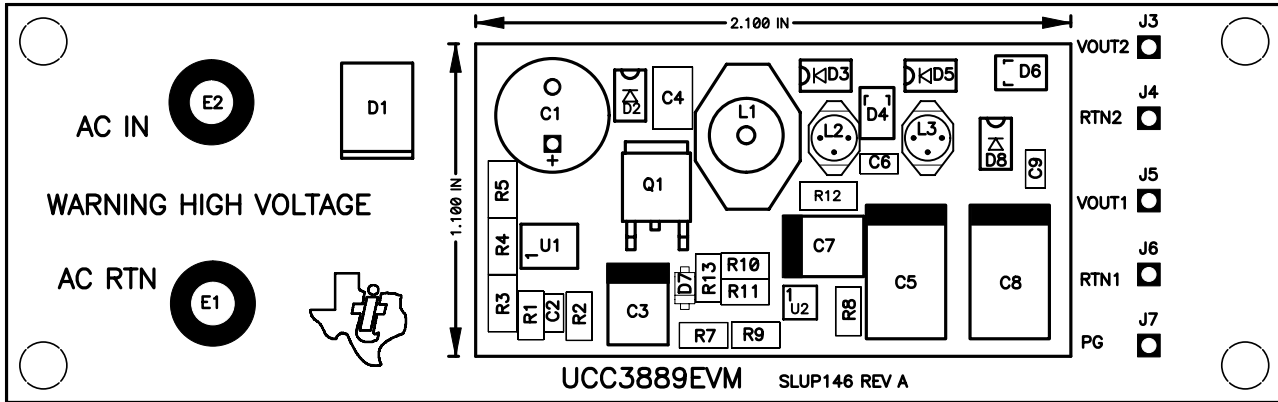 2.100 IN
J3
VOUT2
D3
D5
D6
E2
D1
C1
+
D2
C4
L1
L2
D4
L3
J4
RTN2
AC IN
C6
D8
C9
R5
Q1
R12
J5
VOUT1
WARNING HIGH VOLTAGE
1.100 IN
R4
U1
1
C7
C5
C8
AC RTN
E1
R3
R1
C2
R2
C3
D7
R13
R10
R11
1
U2
R8
J6
RTN1
R7
R9
J7
PG
UCC3889EVM
SLUP146 REV A